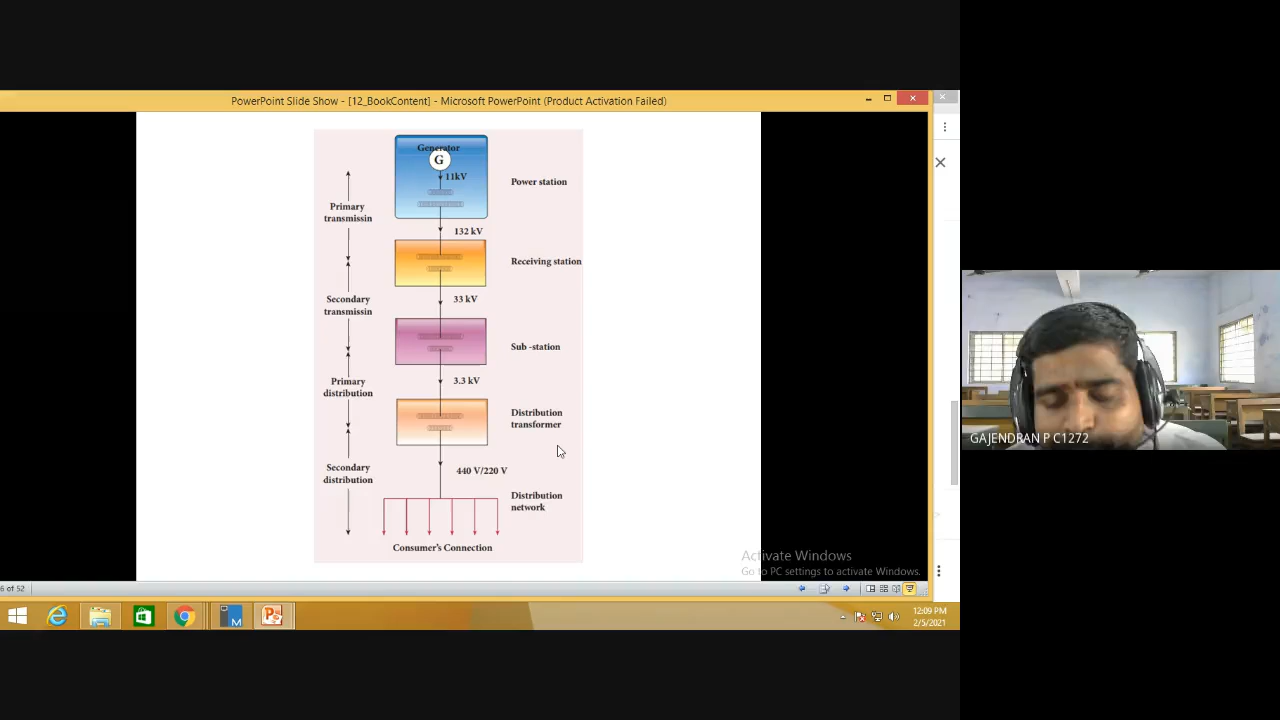 PowerPoint Slide Show - [12_BookContent] - Microsoft PowerPoint (Product Activation Failed)
Generator
G
11kV
Power station
Primary
transmissin
132 kV
Receiving station
Secondary
transmissin
33 kV
Sub -station
Primary
distribution
3.3 kV
Distribution
transformer
Secondary
distribution
440 V/220 V
Distribution
network
Consumer's Connection
GAJENDRAN P C1272
Activate Windows
Go to PC settings to activate Windows.
6 of 52
M
12:09 PM
2/5/2021